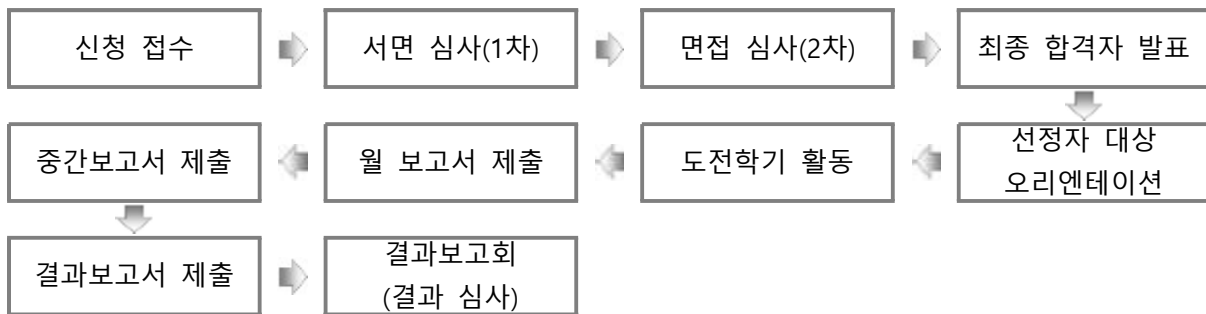 신청 접수
서면 심사(1차)
면접 심사(2차)
최종 합격자 발표
선정자 대상
오리엔테이션
도전학기 활동
월 보고서 제출
중간보고서 제출
결과보고서 제출
결과보고회
(결과 심사)